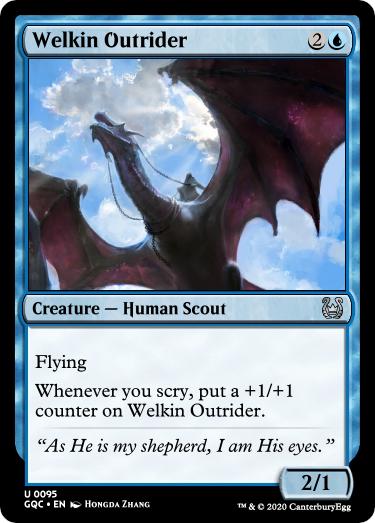 Welkin Outrider 2
Creature — Human Scout
Flying
Whenever you scry, put a +1/+1
counter on Welkin Outrider.
“As He is my shepherd, I am His eyes.”
2/1
U 0095
GQC • EN Hongda Zhang
™ & © 2020 CanterburyEgg